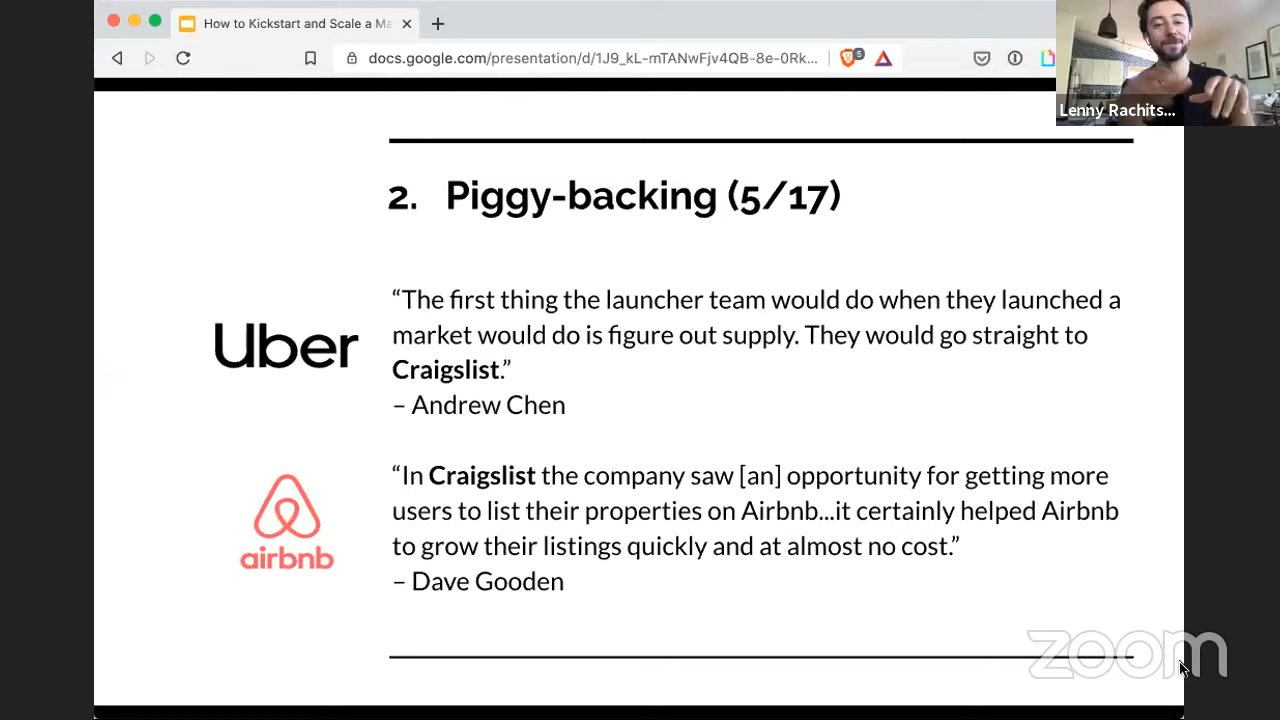 How to Kickstart and Scale a Ma
docs.google.com/presentation/d/1J9_kL-mTANwFjv4QB-8e-0Rk...
5
Lenny Rachits...
2. Piggy-backing (5/17)
Uber
“The first thing the launcher team would do when they launched a
market would do is figure out supply. They would go straight to
Craigslist.”
– Andrew Chen
airbnb
“In Craigslist the company saw [an] opportunity for getting more
users to list their properties on Airbnb...it certainly helped Airbnb
to grow their listings quickly and at almost no cost.”
– Dave Gooden
zoom